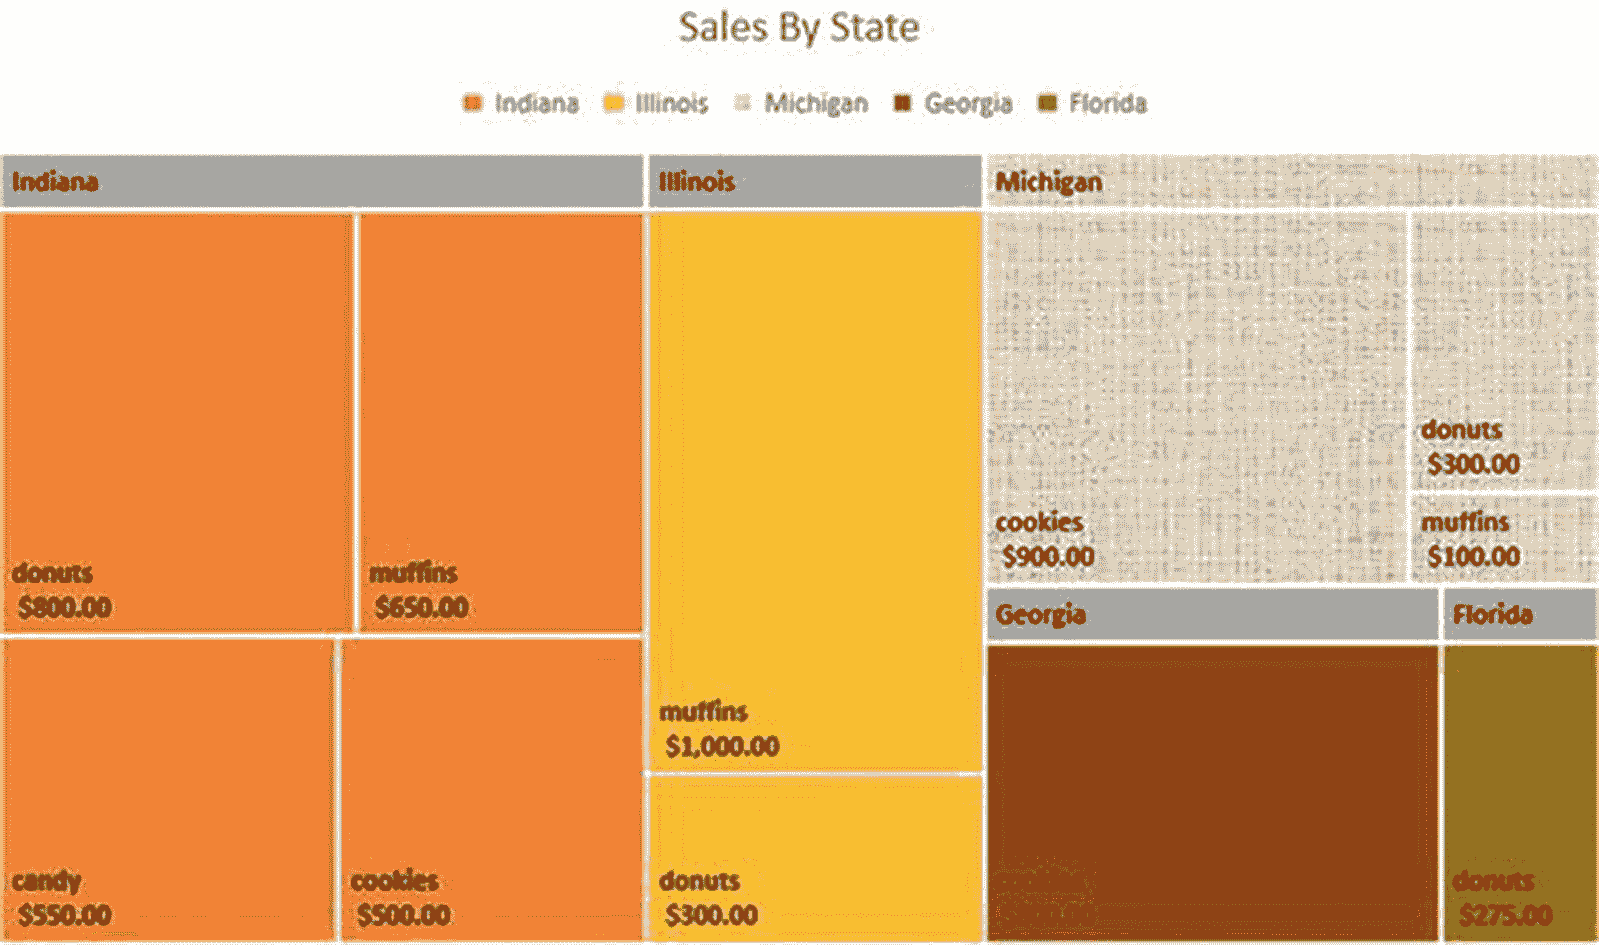 Sales By State
Indiana Illinois Michigan Georgia Florida
Indiana
donuts
$800.00
muffins
$650.00
candy
$550.00
cookies
$500.00
Illinois
muffins
$1,000.00
donuts
$300.00
Michigan
cookies
$900.00
donuts
$300.00
muffins
$100.00
Georgia
Florida
donuts
$275.00